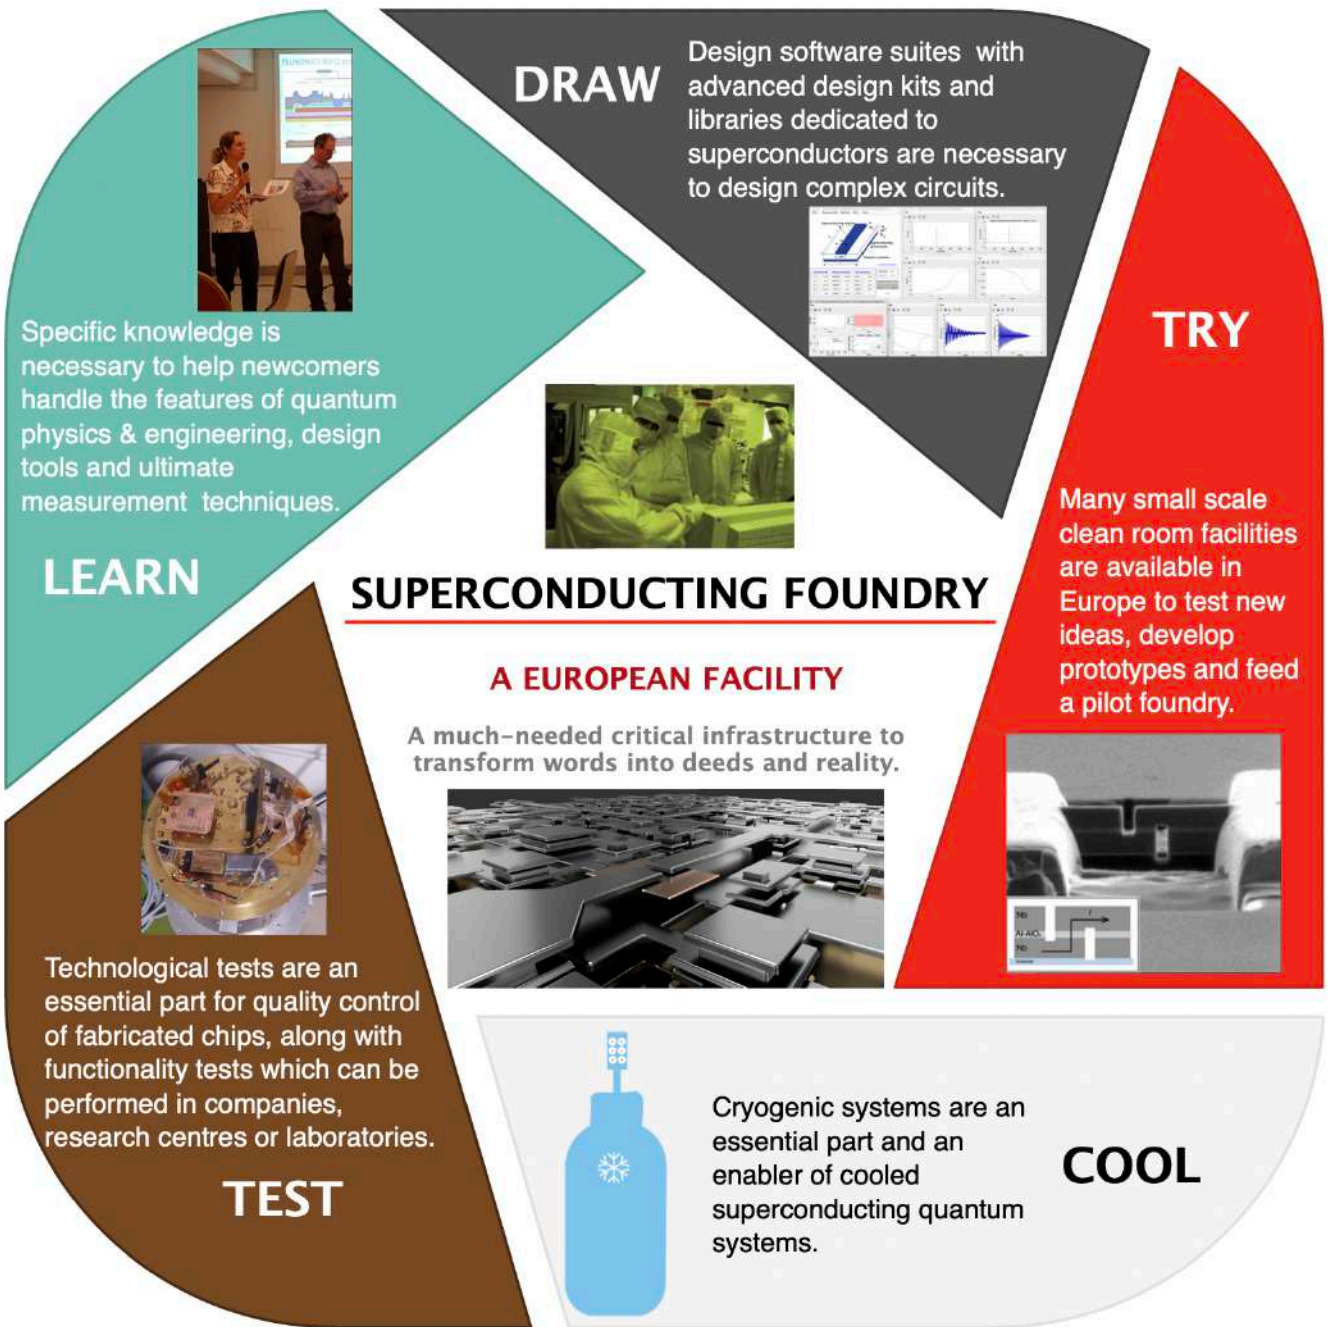 DRAW
Design software suites with
advanced design kits and
libraries dedicated to
superconductors are necessary
to design complex circuits.
TRY
Many small scale
clean room facilities
are available in
Europe to test new
ideas, develop
prototypes and feed
a pilot foundry.
Nb
Nb
I
Specific knowledge is
necessary to help newcomers
handle the features of quantum
physics & engineering, design
tools and ultimate
measurement techniques.
LEARN
SUPERCONDUCTING FOUNDRY
A EUROPEAN FACILITY
A much-needed critical infrastructure to
transform words into deeds and reality.
Technological tests are an
essential part for quality control
of fabricated chips, along with
functionality tests which can be
performed in companies,
research centres or laboratories.
TEST
Cryogenic systems are an
essential part and an
enabler of cooled
superconducting quantum
systems.
COOL